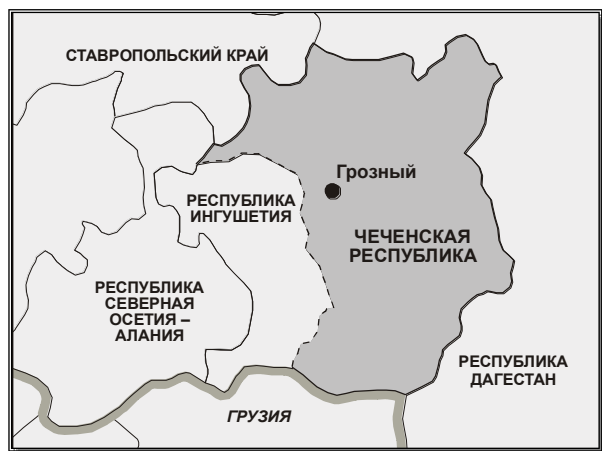 СТАВРОПОЛЬСКИЙ КРАЙ
Грозный
РЕСПУБЛИКА
ИНГУШЕТИЯ
ЧЕЧЕНСКАЯ
РЕСПУБЛИКА
РЕСПУБЛИКА
СЕВЕРНАЯ
ОСЕТИЯ –
АЛАНИЯ
РЕСПУБЛИКА
ДАГЕСТАН
ГРУЗИЯ